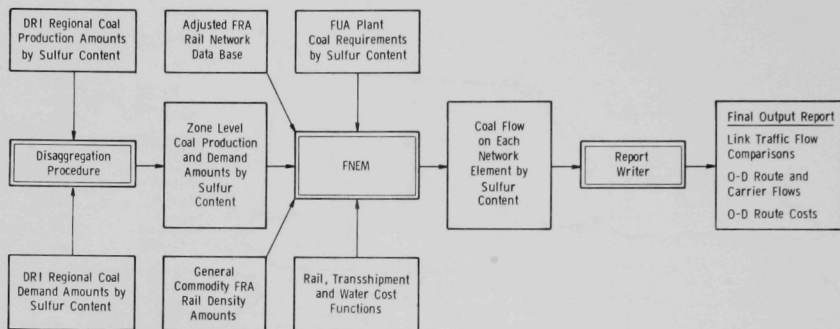 DRI Regional Coal
Production Amounts
by Sulfur Content
Adjusted FRA
Rail Network
Data Base
FUA Plant
Coal Requirements
by Sulfur Content
Disaggregation
Procedure
Zone Level
Coal Production
and Demand
Amounts by
Sulfur
Content
FNEM
Coal Flow
on Each
Network
Element by
Sulfur
Content
Report
Writer
Final Output Report
Link Traffic Flow
Comparisons
O-D Route and
Carrier Flows
O-D Route Costs
DRI Regional Coal
Demand Amounts by
Sulfur Content
General
Commodity FRA
Rail Density
Amounts
Rail, Transshipment
and Water Cost
Functions